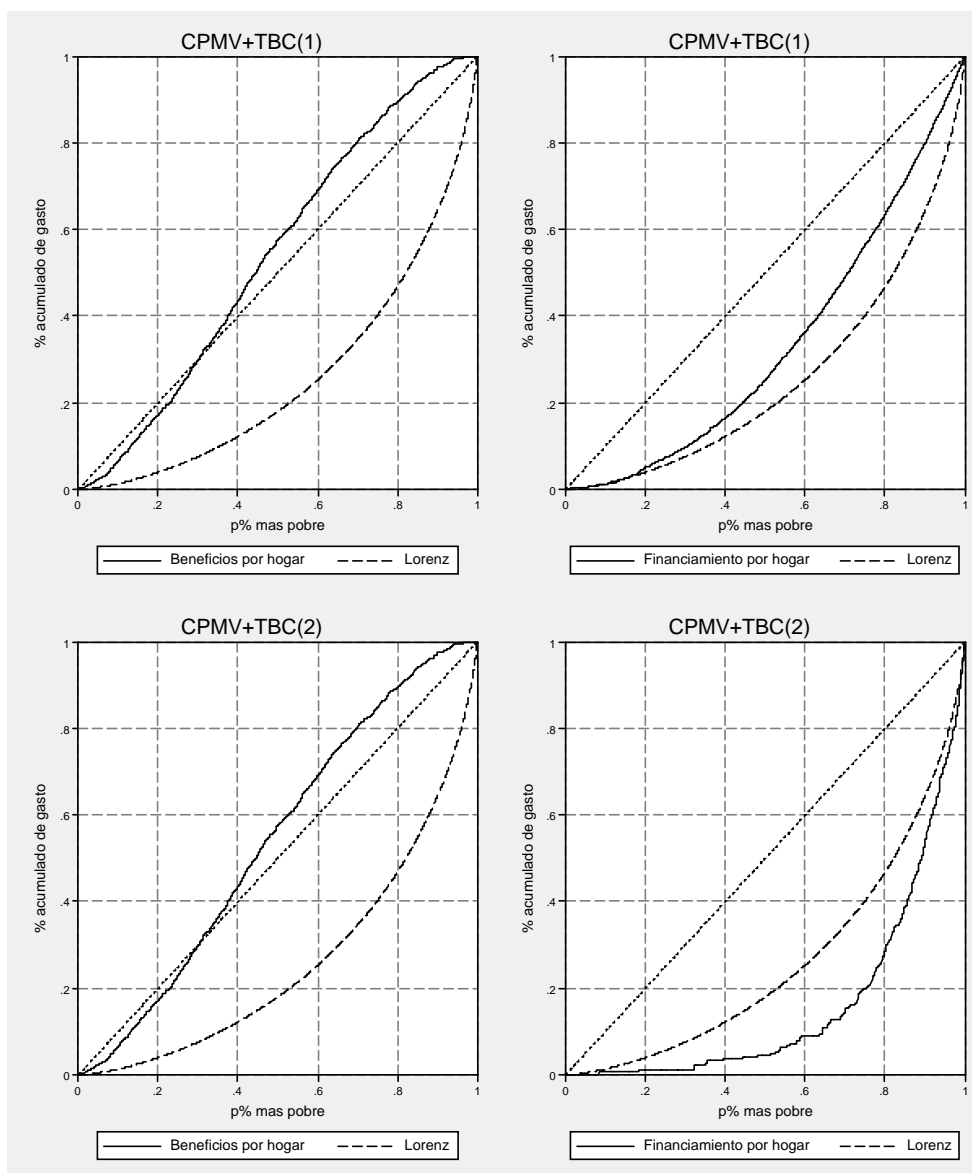 CPMV+TBC(1)
% acumulado de gasto
1
.8
.6
.4
.2
0
0 .2 .4 .6 .8 1
p% mas pobre
Beneficios por hogar Lorenz
CPMV+TBC(1)
% acumulado de gasto
1
.8
.6
.4
.2
0
0 .2 .4 .6 .8 1
p% mas pobre
Financiamiento por hogar Lorenz
CPMV+TBC(2)
% acumulado de gasto
1
.8
.6
.4
.2
0
0 .2 .4 .6 .8 1
p% mas pobre
Beneficios por hogar Lorenz
CPMV+TBC(2)
% acumulado de gasto
1
.8
.6
.4
.2
0
0 .2 .4 .6 .8 1
p% mas pobre
Financiamiento por hogar Lorenz